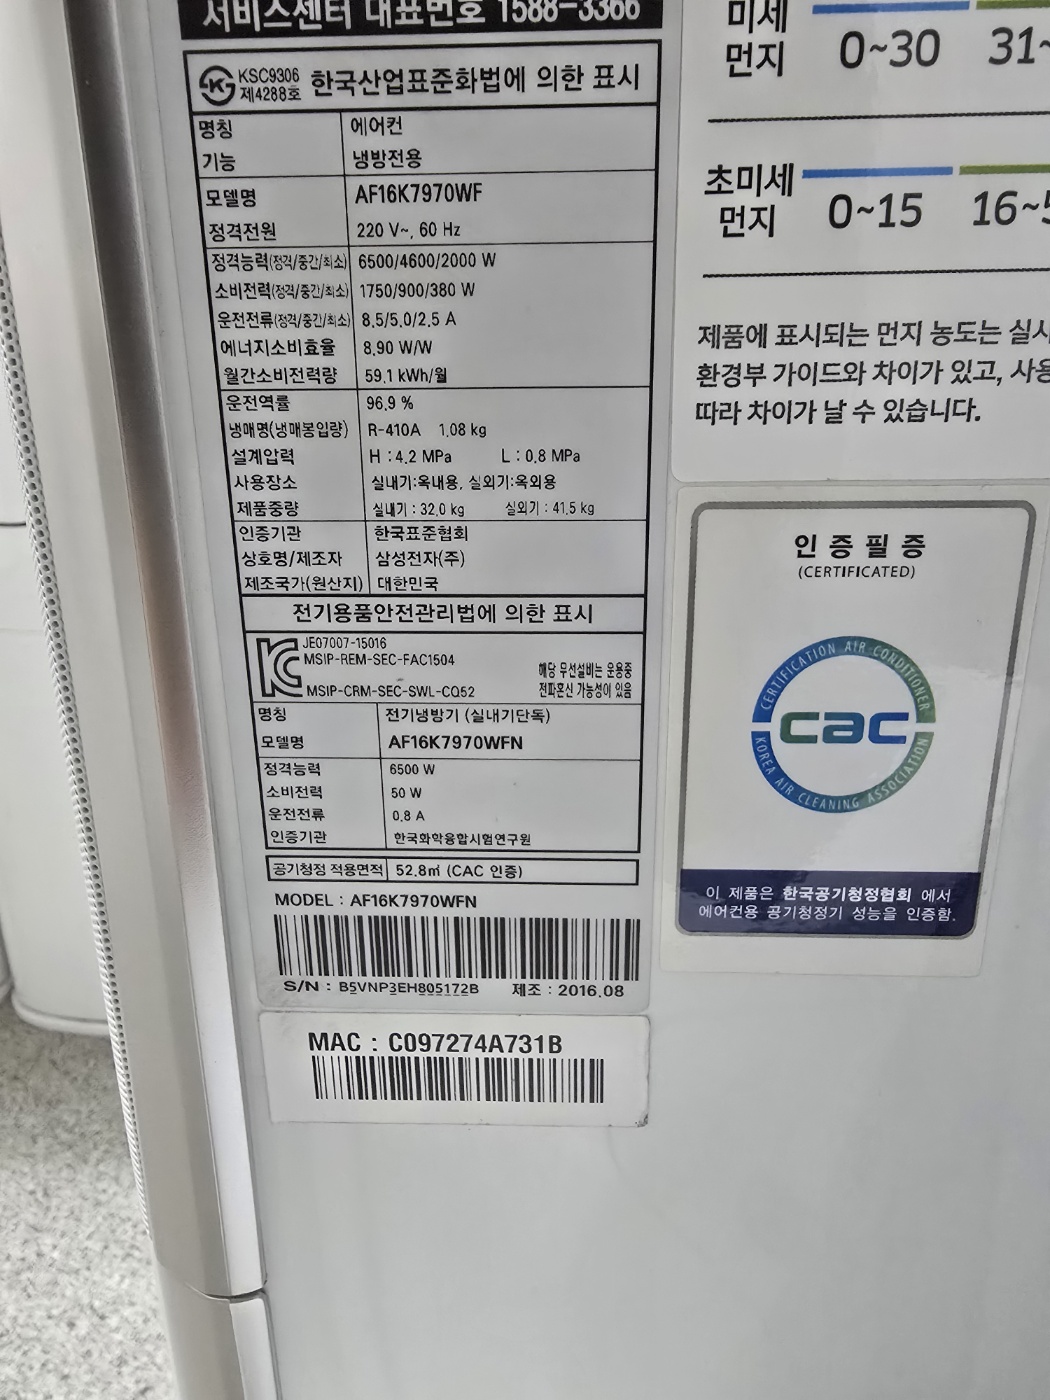 서비스센터 대표번호 1588-3366
KSC9306
제4288호
한국산업표준화법에 의한 표시
명칭 에어컨
기능 냉방전용
모델명 AF16K7970WF
정격전원 220 V~, 60 Hz
정격능력(정격/중간/최소) 6500/4600/2000 W
소비전력(정격/중간/최소) 1750/900/380 W
운전전류(정격/중간/최소) 8.5/5.0/2.5 A
에너지소비효율 8.90 W/W
월간소비전력량 59.1 kWh/월
운전역률 96.9 %
냉매명(냉매봉입량) R-410A 1.08 kg
설계압력 H : 4.2 MPa L : 0.8 MPa
사용장소 실내기:옥내용, 실외기:옥외용
제품중량 실내기 : 32.0 kg 실외기 : 41.5 kg
인증기관 한국표준협회
상호명/제조자 삼성전자(주)
제조국가(원산지) 대한민국
전기용품안전관리법에 의한 표시
JE07007-15016
MSIP-REM-SEC-FAC1504
MSIP-CRM-SEC-SWL-CQ52
해당 무선설비는 운용중
전파혼신 가능성이 있음
명칭 전기냉방기 (실내기단독)
모델명 AF16K7970WFN
정격능력 6500 W
소비전력 50 W
운전전류 0.8 A
인증기관 한국화학융합시험연구원
공기청정 적용면적 52.8㎡ (CAC 인증)
MODEL : AF16K7970WFN
S/N : B5VNP3EH805172B 제조 : 2016.08
MAC : C097274A731B
미세
먼지
0~30 31~
초미세
먼지
0~15 16~5
제품에 표시되는 먼지 농도는 실시
환경부 가이드와 차이가 있고, 사용
따라 차이가 날 수 있습니다.
인증필증
(CERTIFICATED)
CERTIFICATION AIR CONDITIONER
cac
KOREA AIR CLEANING ASSOCIATION
이 제품은 한국공기청정협회 에서
에어컨용 공기청정기 성능을 인증함.